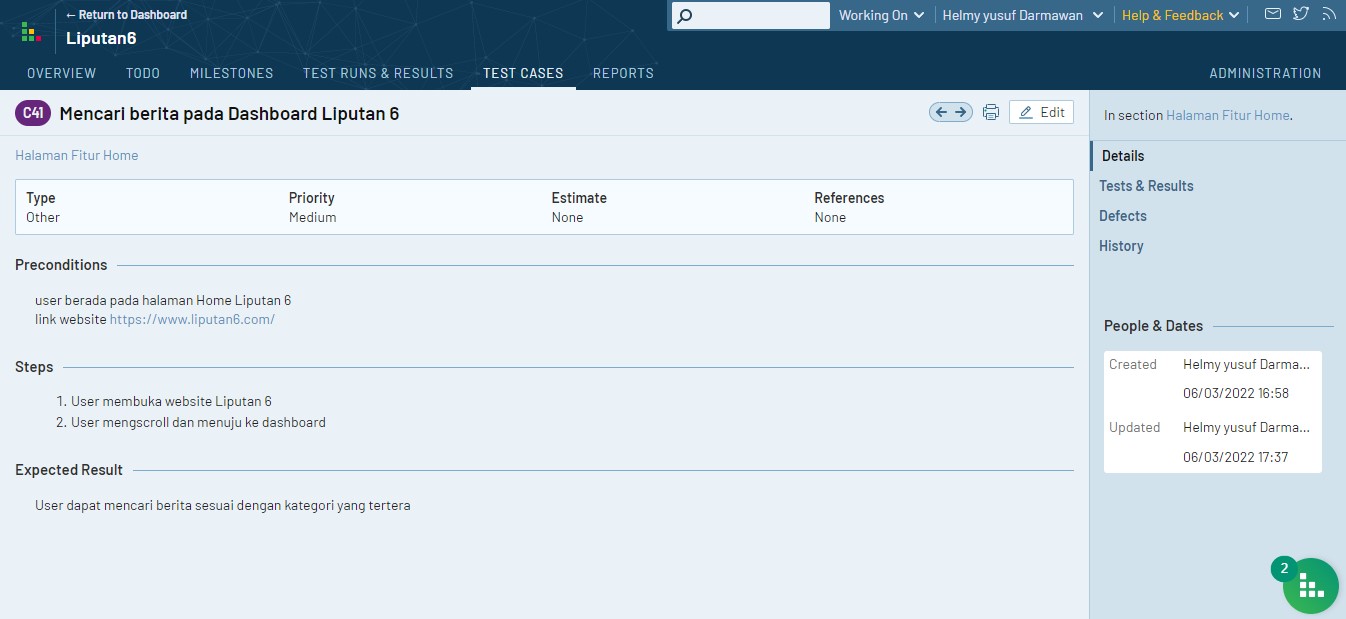 ← Return to Dashboard
Liputan6
Working On
Helmy yusuf Darmawan
Help & Feedback
OVERVIEW
TODO
MILESTONES
TEST RUNS & RESULTS
TEST CASES
REPORTS
ADMINISTRATION
C41
Mencari berita pada Dashboard Liputan 6
Edit
Halaman Fitur Home
Type
Other
Priority
Medium
Estimate
None
References
None
Preconditions
user berada pada halaman Home Liputan 6
link website https://www.liputan6.com/
Steps
1. User membuka website Liputan 6
2. User mengscroll dan menuju ke dashboard
Expected Result
User dapat mencari berita sesuai dengan kategori yang tertera
In section Halaman Fitur Home.
Details
Tests & Results
Defects
History
People & Dates
Created
Helmy yusuf Darma...
06/03/2022 16:58
Updated
Helmy yusuf Darma...
06/03/2022 17:37
2